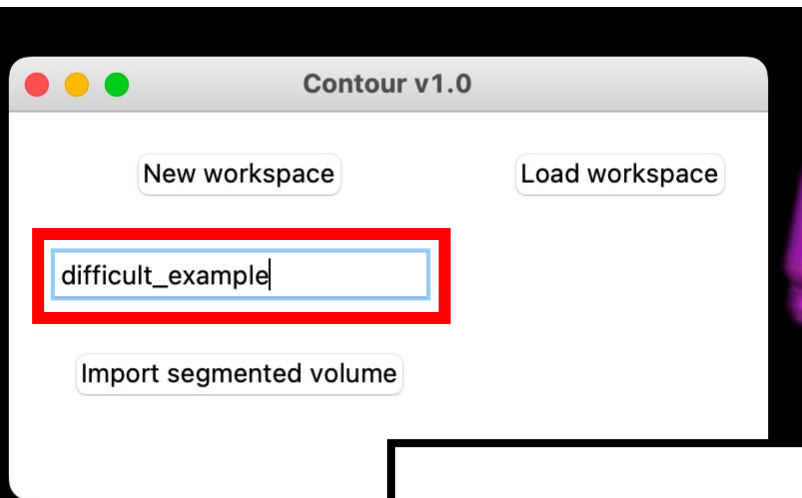 Contour v1.0
New workspace Load workspace
difficult_example
Import segmented volume